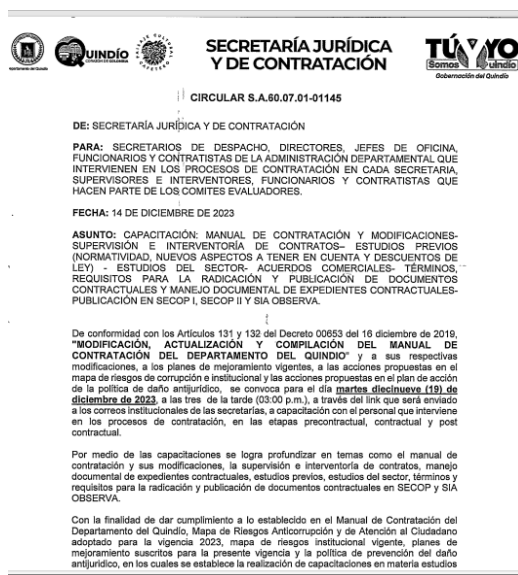 Departamento del Quindío
QUINDÍO
CORAZÓN DE COLOMBIA
PAISAJE CULTURAL
CAFETERO
SECRETARÍA JURÍDICA
Y DE CONTRATACIÓN
TÚ Y YO
Somos Quindío
Gobernación del Quindío
CIRCULAR S.A.60.07.01-01145
DE: SECRETARÍA JURÍDICA Y DE CONTRATACIÓN
PARA: SECRETARIOS DE DESPACHO, DIRECTORES, JEFES DE OFICINA,
FUNCIONARIOS Y CONTRATISTAS DE LA ADMINISTRACIÓN DEPARTAMENTAL QUE
INTERVIENEN EN LOS PROCESOS DE CONTRATACIÓN EN CADA SECRETARIA,
SUPERVISORES E INTERVENTORES, FUNCIONARIOS Y CONTRATISTAS QUE
HACEN PARTE DE LOS COMITES EVALUADORES.
FECHA: 14 DE DICIEMBRE DE 2023
ASUNTO: CAPACITACIÓN: MANUAL DE CONTRATACIÓN Y MODIFICACIONES-
SUPERVISIÓN E INTERVENTORÍA DE CONTRATOS– ESTUDIOS PREVIOS
(NORMATIVIDAD, NUEVOS ASPECTOS A TENER EN CUENTA Y DESCUENTOS DE
LEY) - ESTUDIOS DEL SECTOR- ACUERDOS COMERCIALES- TÉRMINOS,
REQUISITOS PARA LA RADICACIÓN Y PUBLICACIÓN DE DOCUMENTOS
CONTRACTUALES Y MANEJO DOCUMENTAL DE EXPEDIENTES CONTRACTUALES-
PUBLICACIÓN EN SECOP I, SECOP II Y SIA OBSERVA.
De conformidad con los Artículos 131 y 132 del Decreto 00653 del 16 diciembre de 2019,
"MODIFICACIÓN, ACTUALIZACIÓN Y COMPILACIÓN DEL MANUAL DE
CONTRATACIÓN DEL DEPARTAMENTO DEL QUINDIO" y a sus respectivas
modificaciones, a los planes de mejoramiento vigentes, a las acciones propuestas en el
mapa de riesgos de corrupción e institucional y las acciones propuestas en el plan de acción
de la política de daño antijurídico, se convoca para el día martes diecinueve (19) de
diciembre de 2023, a las tres de la tarde (03:00 p.m.), a través del link que será enviado
a los correos institucionales de las secretarías, a capacitación con el personal que interviene
en los procesos de contratación, en las etapas precontractual, contractual y post
contractual.
Por medio de las capacitaciones se logra profundizar en temas como el manual de
contratación y sus modificaciones, la supervisión e interventoría de contratos, manejo
documental de expedientes contractuales, estudios previos, estudios del sector, términos y
requisitos para la radicación y publicación de documentos contractuales en SECOP y SIA
OBSERVA.
Con la finalidad de dar cumplimiento a lo establecido en el Manual de Contratación del
Departamento del Quindío, Mapa de Riesgos Anticorrupción y de Atención al Ciudadano
adoptado para la vigencia 2023, mapa de riesgos institucional vigente, planes de
mejoramiento suscritos para la presente vigencia y la política de prevención del daño
antijurídico, en los cuales se establece la realización de capacitaciones en materia estudios